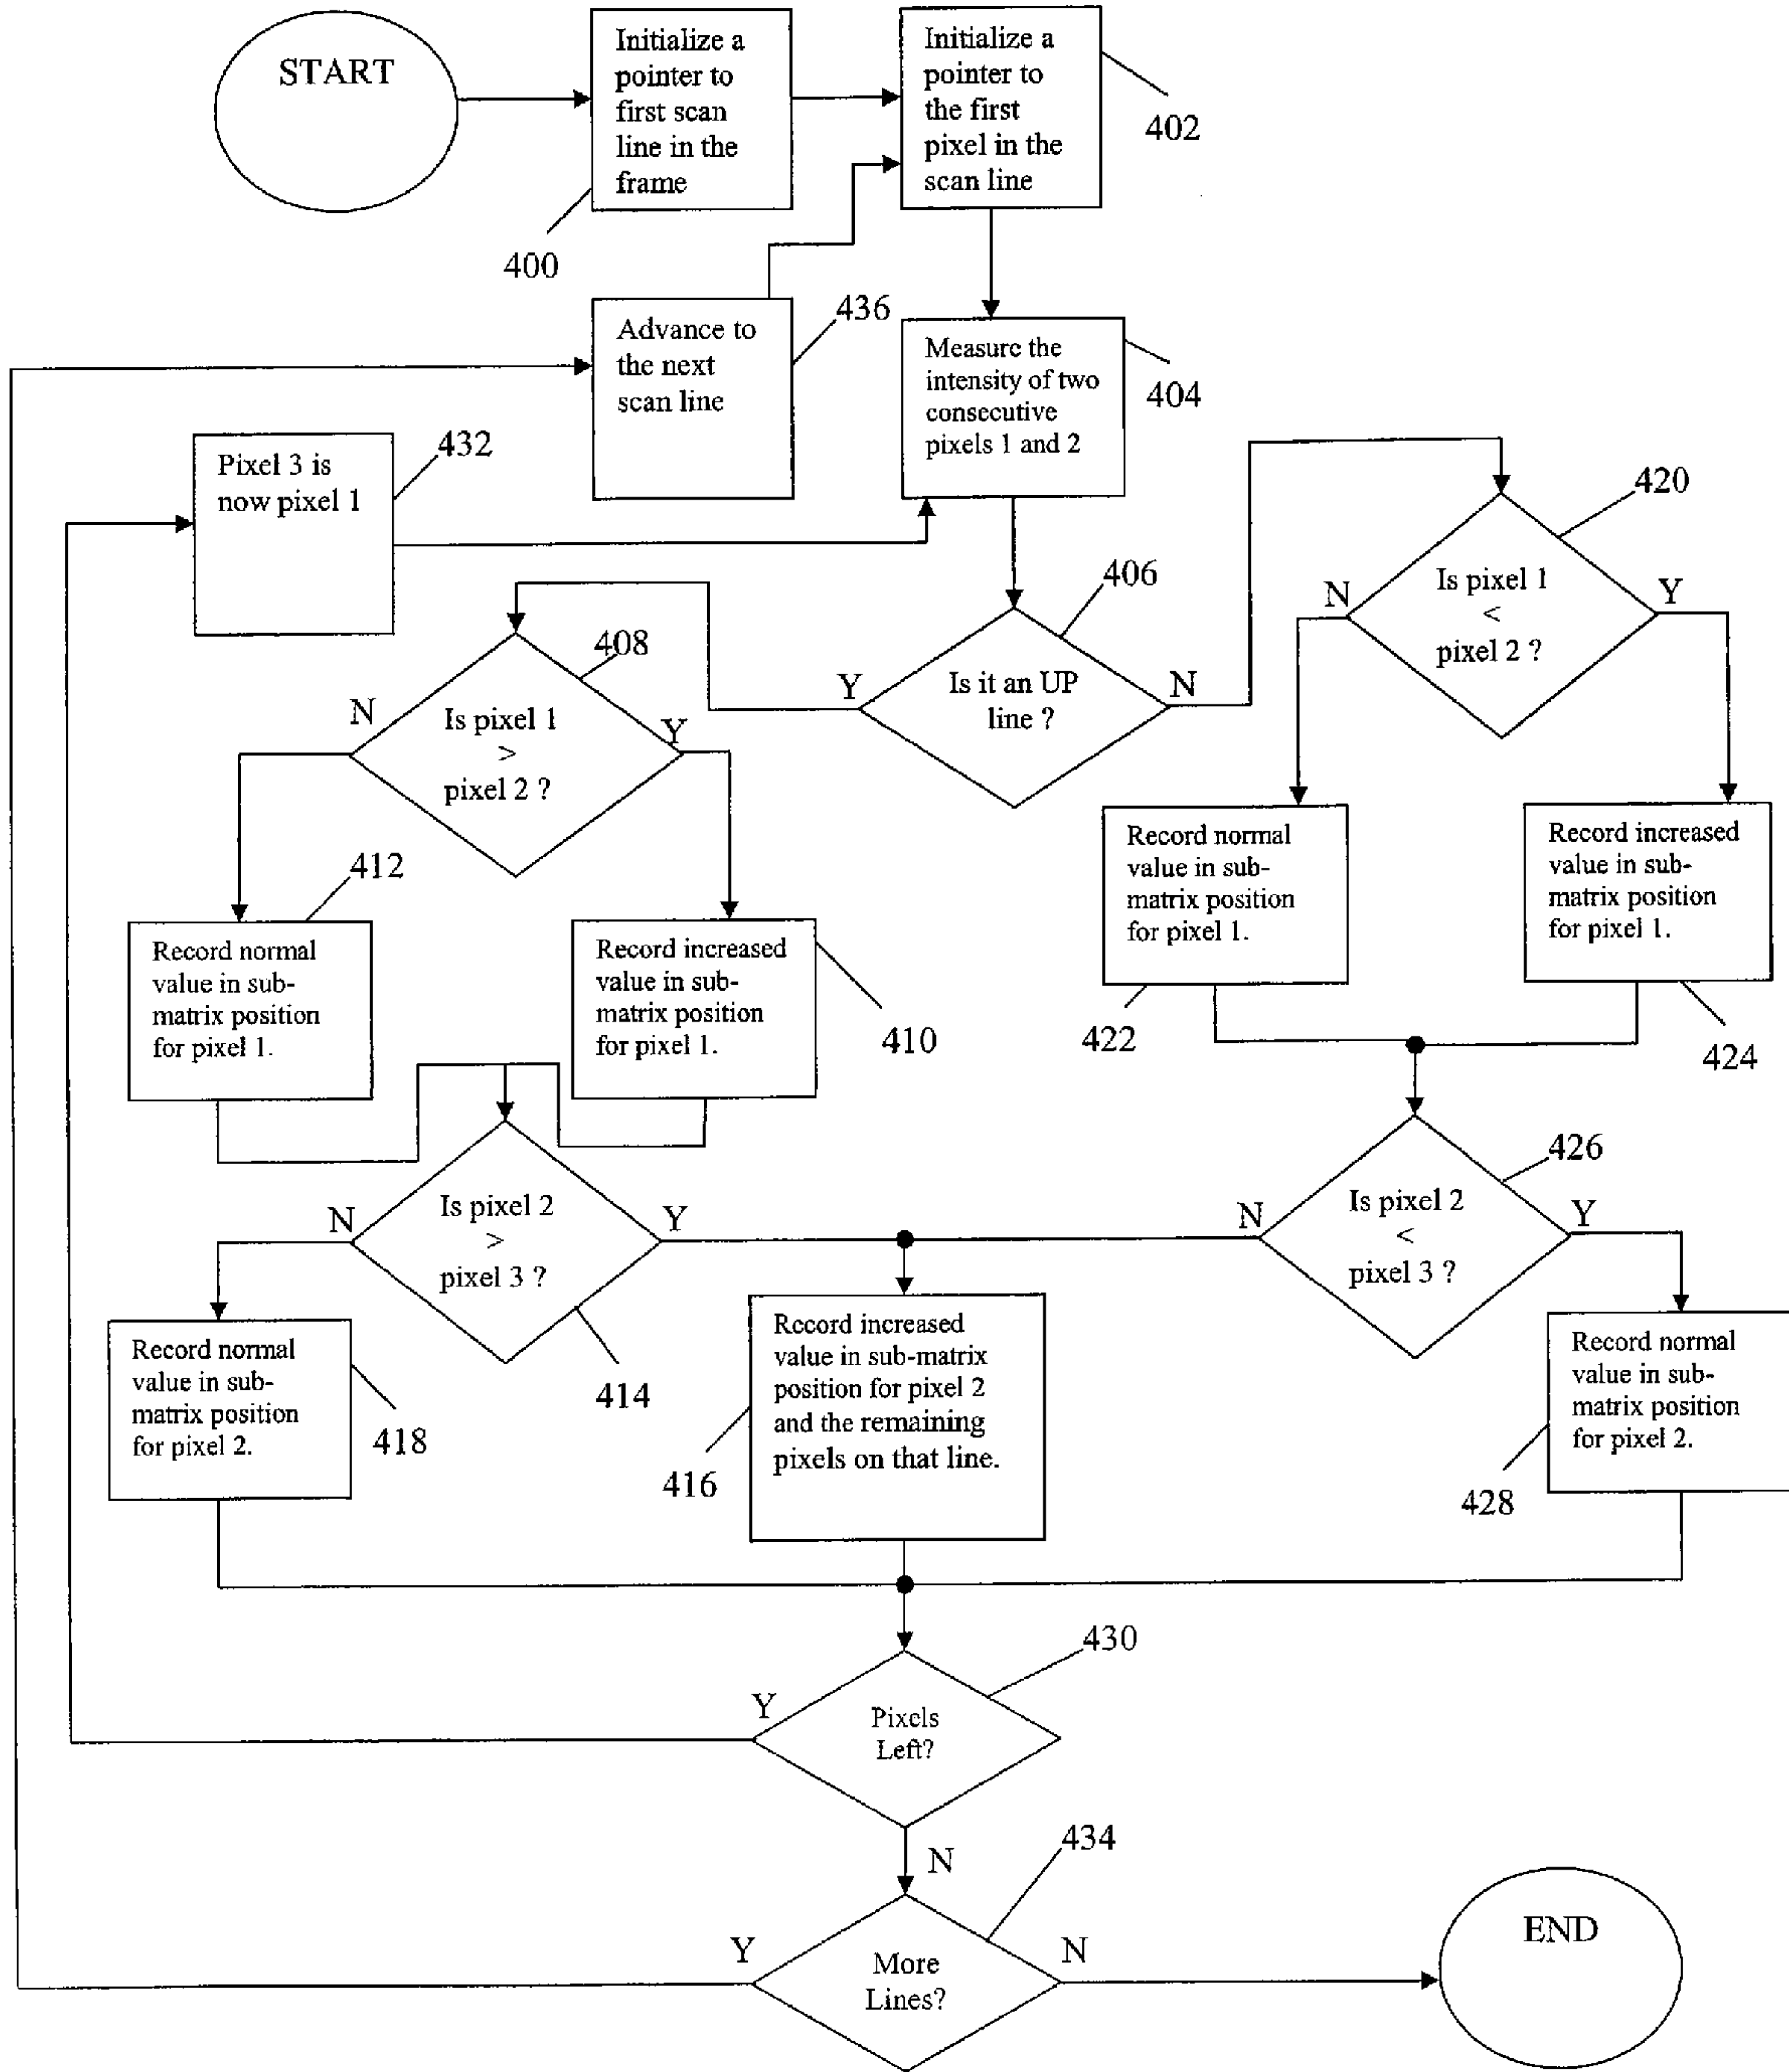 START
Initialize a
pointer to
first scan
line in the
frame
400
Initialize a
pointer to
the first
pixel in the
scan line
402
Advance to
the next
scan line
436
Measure the
intensity of two
consecutive
pixels 1 and 2
404
Pixel 3 is
now pixel 1
432
Is it an UP
line ?
406
Y
N
Is pixel 1
>
pixel 2 ?
408
N
Y
Is pixel 1
<
pixel 2 ?
420
N
Y
Record normal
value in sub-
matrix position
for pixel 1.
412
Record increased
value in sub-
matrix position
for pixel 1.
410
Record normal
value in sub-
matrix position
for pixel 1.
422
Record increased
value in sub-
matrix position
for pixel 1.
424
Is pixel 2
>
pixel 3 ?
414
N
Y
Is pixel 2
<
pixel 3 ?
426
N
Y
Record normal
value in sub-
matrix position
for pixel 2.
418
Record increased
value in sub-matrix
position for pixel 2
and the remaining
pixels on that line.
416
Record normal
value in sub-
matrix position
for pixel 2.
428
Pixels
Left?
430
Y
N
More
Lines?
434
Y
N
END